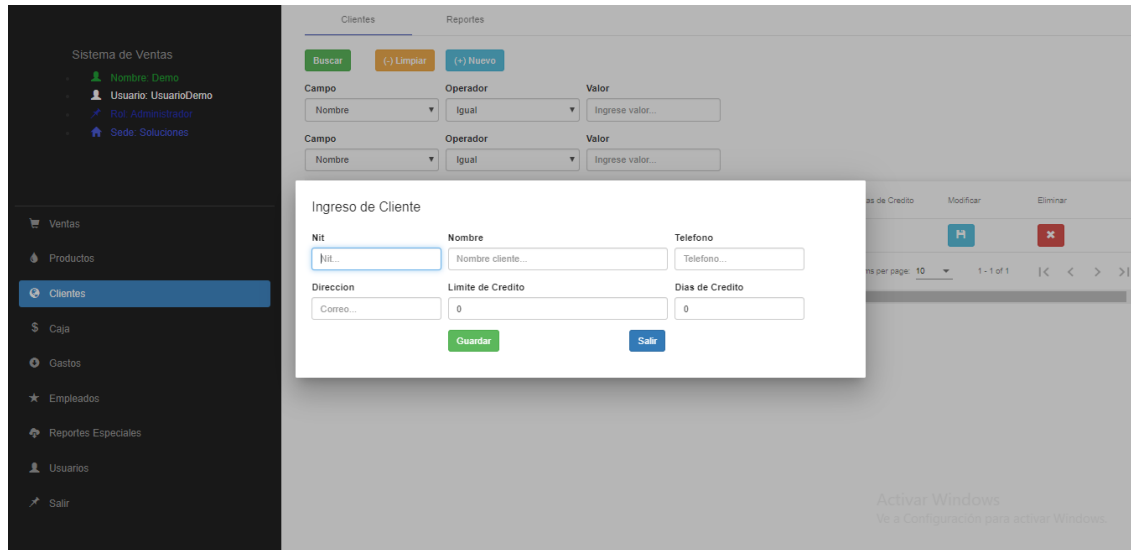 Sistema de Ventas
Nombre: Demo
Usuario: UsuarioDemo
Rol: Administrador
Sede: Soluciones
Ventas
Productos
Clientes
Caja
Gastos
Empleados
Reportes Especiales
Usuarios
Salir
Clientes Reportes
Buscar (-) Limpiar (+) Nuevo
Campo Operador Valor
Nombre Igual Ingrese valor...
Campo Operador Valor
Nombre Igual Ingrese valor...
as de Credito Modificar Eliminar
ms per page: 10 1 - 1 of 1
Ingreso de Cliente
Nit Nombre Telefono
Nit... Nombre cliente... Telefono...
Direccion Limite de Credito Dias de Credito
Correo... 0 0
Guardar Salir
Activar Windows
Ve a Configuración para activar Windows.